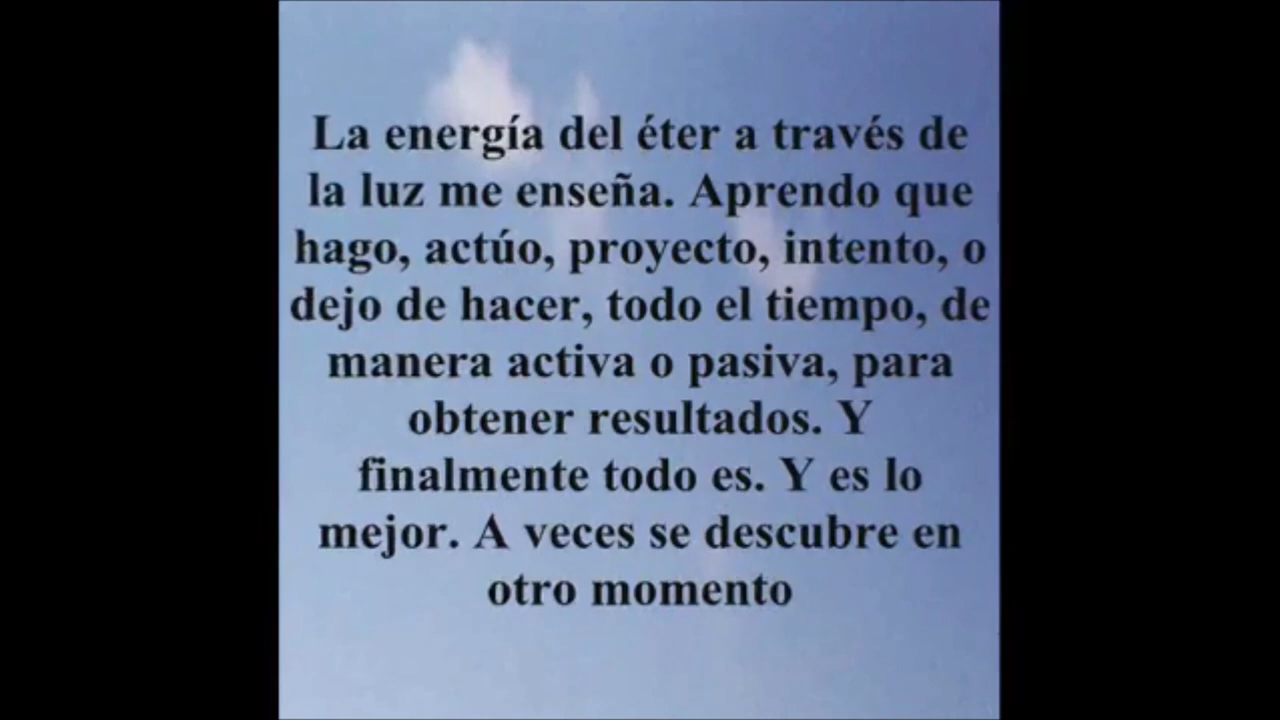 La energía del éter a través de
la luz me enseña. Aprendo que
hago, actúo, proyecto, intento, o
dejo de hacer, todo el tiempo, de
manera activa o pasiva, para
obtener resultados. Y
finalmente todo es. Y es lo
mejor. A veces se descubre en
otro momento